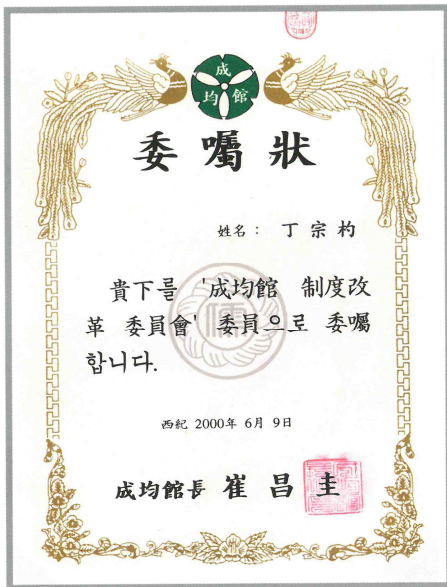 成
均 館
委囑狀
姓名 : 丁宗杓
貴下를 '成均館 制度改
革 委員會' 委員으로 委囑
합니다.
儒
西紀 2000年 6月 9日
成均館長 崔昌圭